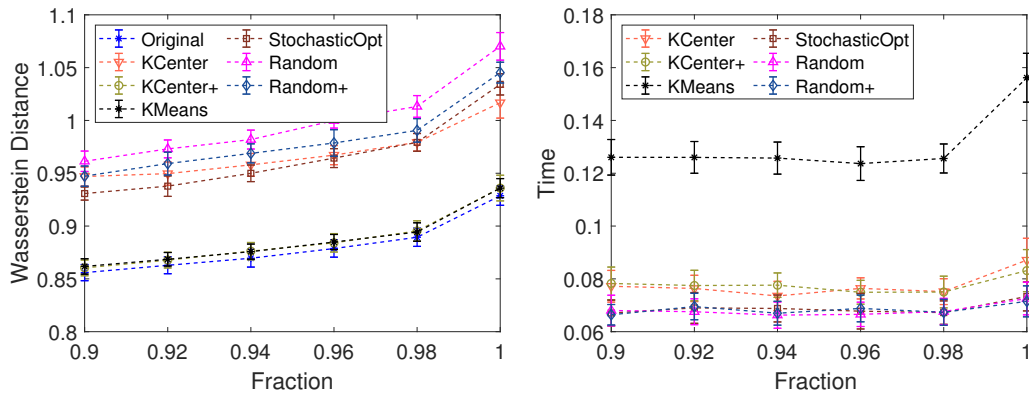 1.1
1.05
1
0.95
0.9
0.85
0.8
Wasserstein Distance
Original
KCenter
KCenter+
KMeans
StochasticOpt
Random
Random+
0.9 0.92 0.94 0.96 0.98 1
Fraction
0.18
0.16
0.14
0.12
0.1
0.08
0.06
Time
KCenter
KCenter+
KMeans
StochasticOpt
Random
Random+
0.9 0.92 0.94 0.96 0.98 1
Fraction